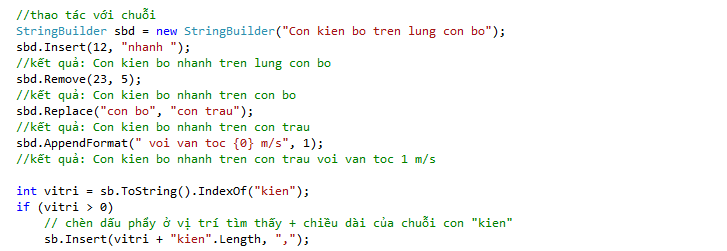 //thao tác với chuỗi
StringBuilder sbd = new StringBuilder("Con kien bo tren lung con bo");
sbd.Insert(12, "nhanh ");
//kết quả: Con kien bo nhanh tren lung con bo
sbd.Remove(23, 5);
//kết quả: Con kien bo nhanh tren con bo
sbd.Replace("con bo", "con trau");
//kết quả: Con kien bo nhanh tren con trau
sbd.AppendFormat(" voi van toc {0} m/s", 1);
//kết quả: Con kien bo nhanh tren con trau voi van toc 1 m/s
int vitri = sb.ToString().IndexOf("kien");
if (vitri > 0)
// chèn dấu phẩy ở vị trí tìm thấy + chiều dài của chuỗi con "kien"
sb.Insert(vitri + "kien".Length, ",");